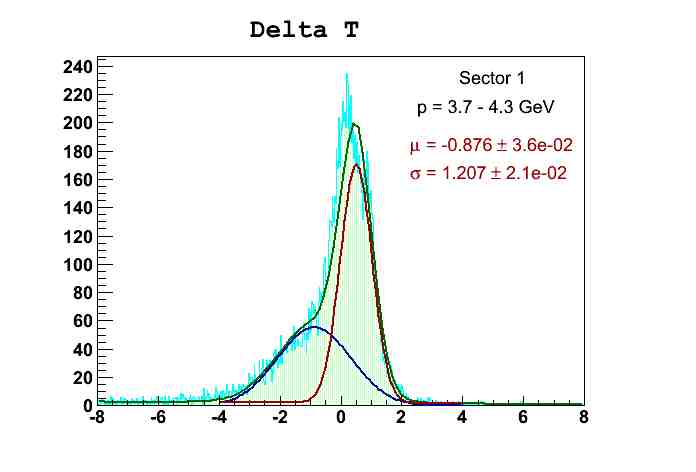 Delta T
Sector 1
p = 3.7 - 4.3 GeV
μ = -0.876 ± 3.6e-02
σ = 1.207 ± 2.1e-02
240
220
200
180
160
140
120
100
80
60
40
20
0
-8 -6 -4 -2 0 2 4 6 8